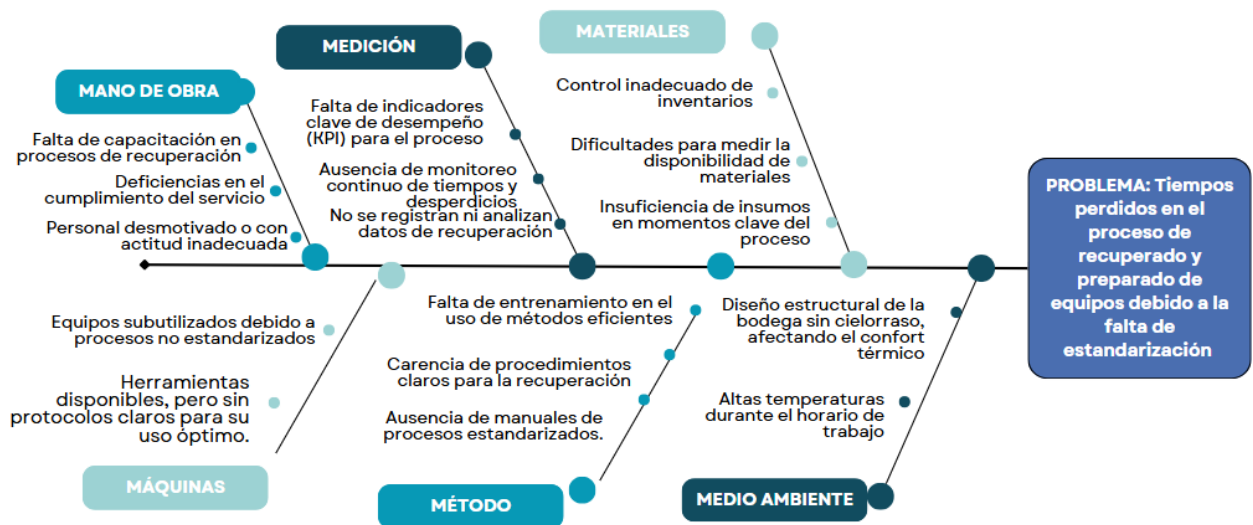 MANO DE OBRA
Falta de capacitación en
procesos de recuperación
Deficiencias en el
cumplimiento del servicio
Personal desmotivado o con
actitud inadecuada
MEDICIÓN
Falta de indicadores
clave de desempeño
(KPI) para el proceso
Ausencia de monitoreo
continuo de tiempos y
desperdicios
No se registran ni analizan
datos de recuperación
MATERIALES
Control inadecuado de
inventarios
Dificultades para medir la
disponibilidad de
materiales
Insuficiencia de insumos
en momentos clave del
proceso
PROBLEMA: Tiempos
perdidos en el
proceso de
recuperado y
preparado de
equipos debido a la
falta de
estandarización
Equipos subutilizados debido a
procesos no estandarizados
Herramientas
disponibles, pero sin
protocolos claros para su
uso óptimo.
MÁQUINAS
Falta de entrenamiento en el
uso de métodos eficientes
Carencia de procedimientos
claros para la recuperación
Ausencia de manuales de
procesos estandarizados.
MÉTODO
Diseño estructural de la
bodega sin cielorraso,
afectando el confort
térmico
Altas temperaturas
durante el horario de
trabajo
MEDIO AMBIENTE